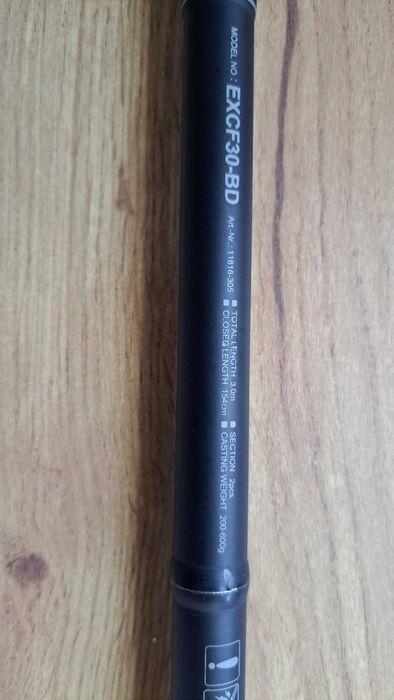 MODEL NO.: EXCF30-BD Art.-Nr.: 11818-305
■ TOTAL LENGTH 3.0m ■ SECTION 2pcs
■ CLOSED LENGTH 154cm ■ CASTING WEIGHT 200-600g